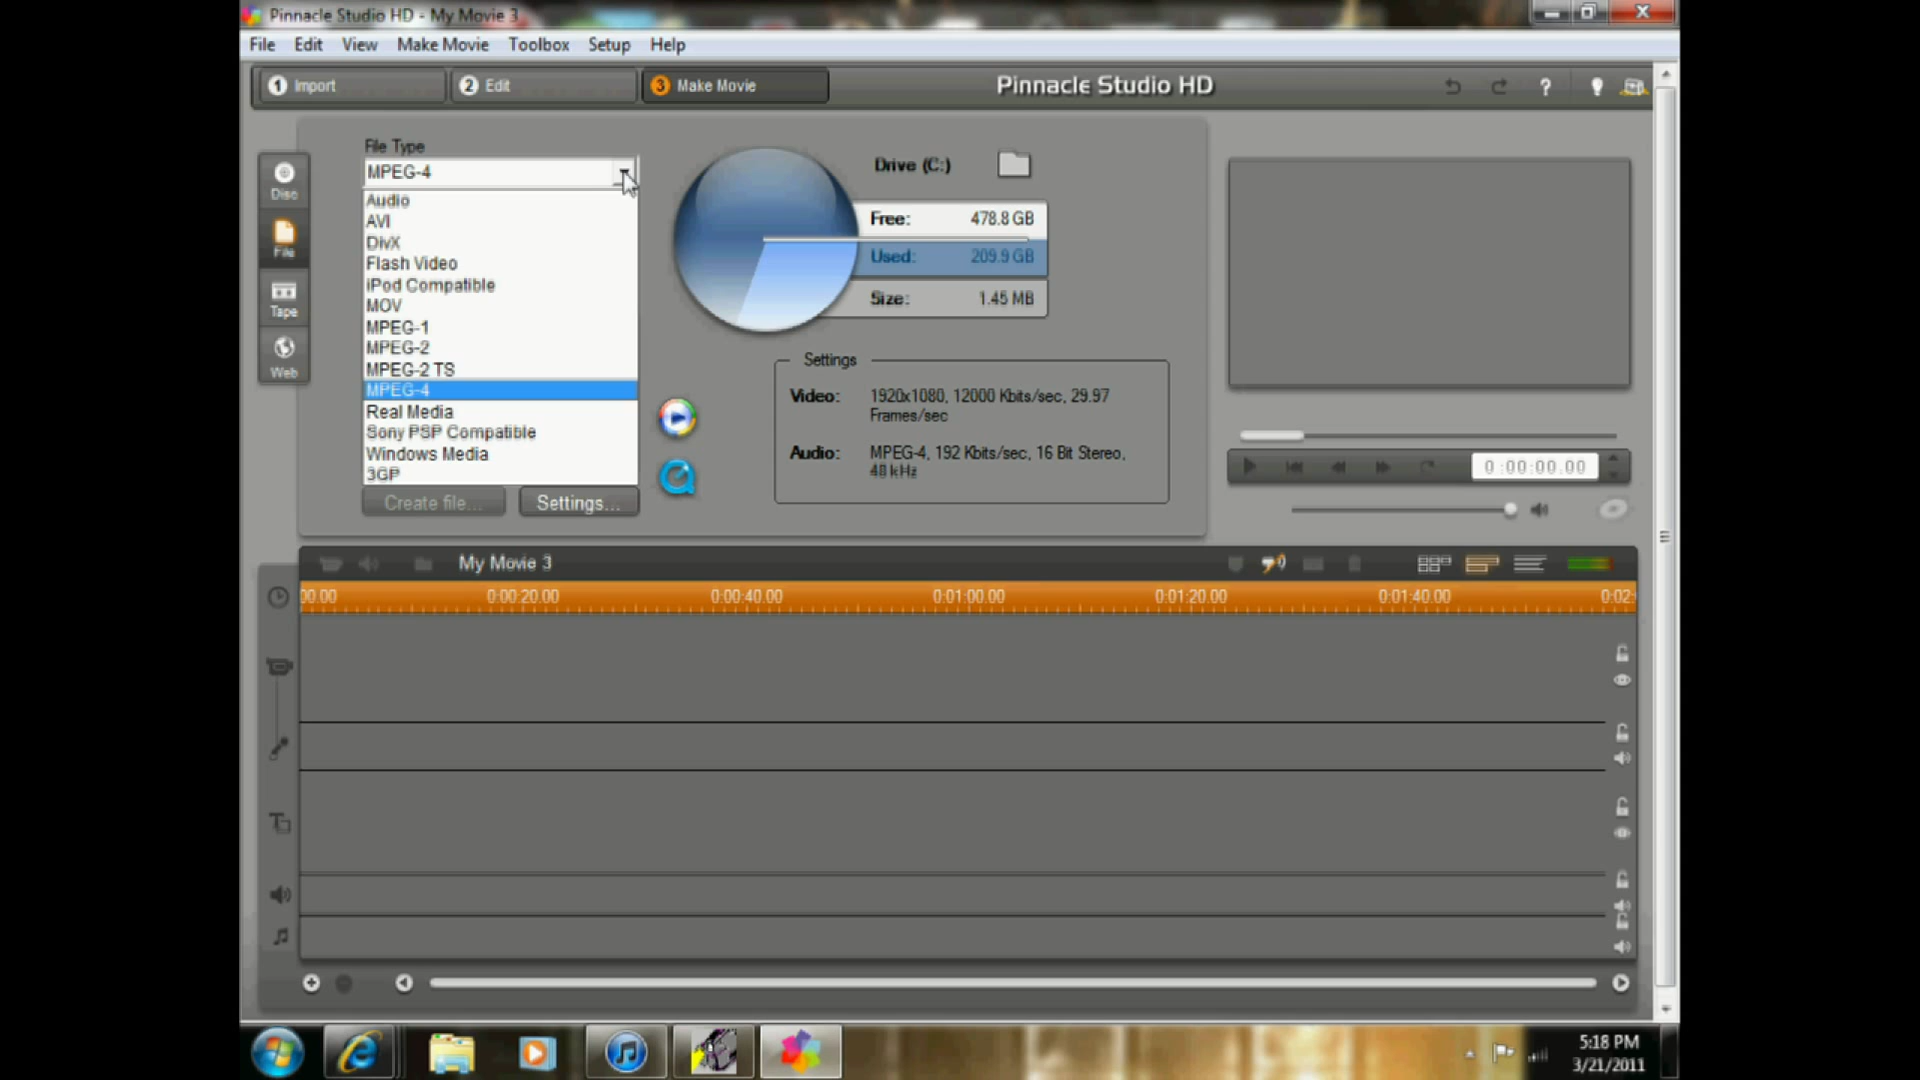 Pinnacle Studio HD - My Movie 3
File Edit View Make Movie Toolbox Setup Help
1 Import 2 Edit 3 Make Movie Pinnacle Studio HD ?
File Type
MPEG-4
Audio
AVI
DivX
Flash Video
iPod Compatible
MOV
MPEG-1
MPEG-2
MPEG-2 TS
MPEG-4
Real Media
Sony PSP Compatible
Windows Media
3GP
Create file... Settings...
Disc
File
Tape
Web
Drive (C:)
Free: 478.8 GB
Used: 209.9 GB
Size: 1.45 MB
Settings
Video: 1920x1080, 12000 Kbits/sec, 29.97
Frames/sec
Audio: MPEG-4, 192 Kbits/sec, 16 Bit Stereo,
48 kHz
0:00:00.00
My Movie 3
00.00 0:00:20.00 0:00:40.00 0:01:00.00 0:01:20.00 0:01:40.00 0:02:
5:18 PM
3/21/2011